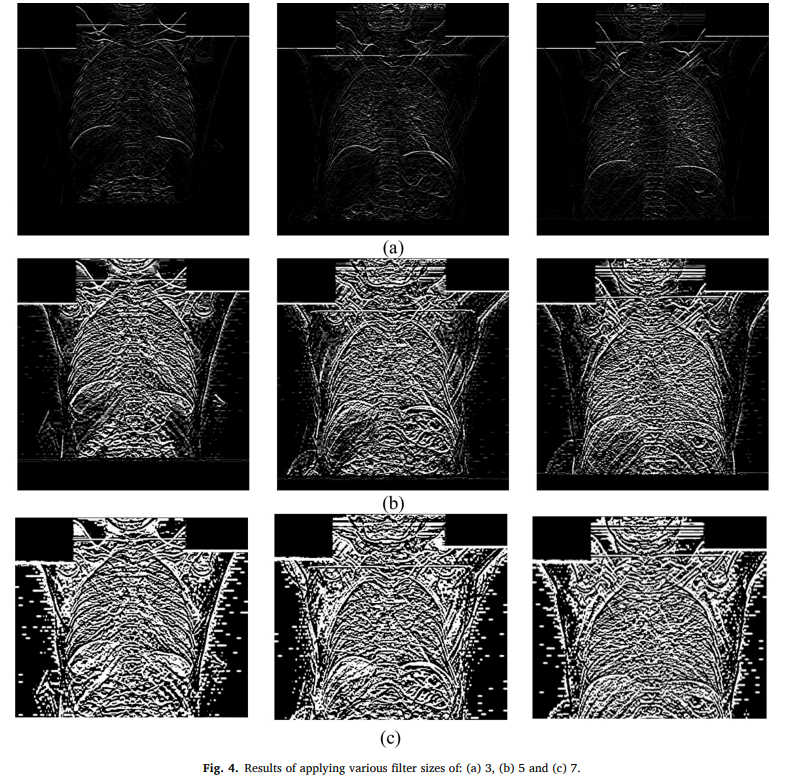 (a)
(b)
(c)
Fig. 4. Results of applying various filter sizes of: (a) 3, (b) 5 and (c) 7.